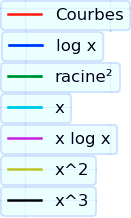 Courbes
log x
racine²
x
x log x
x^2
x^3